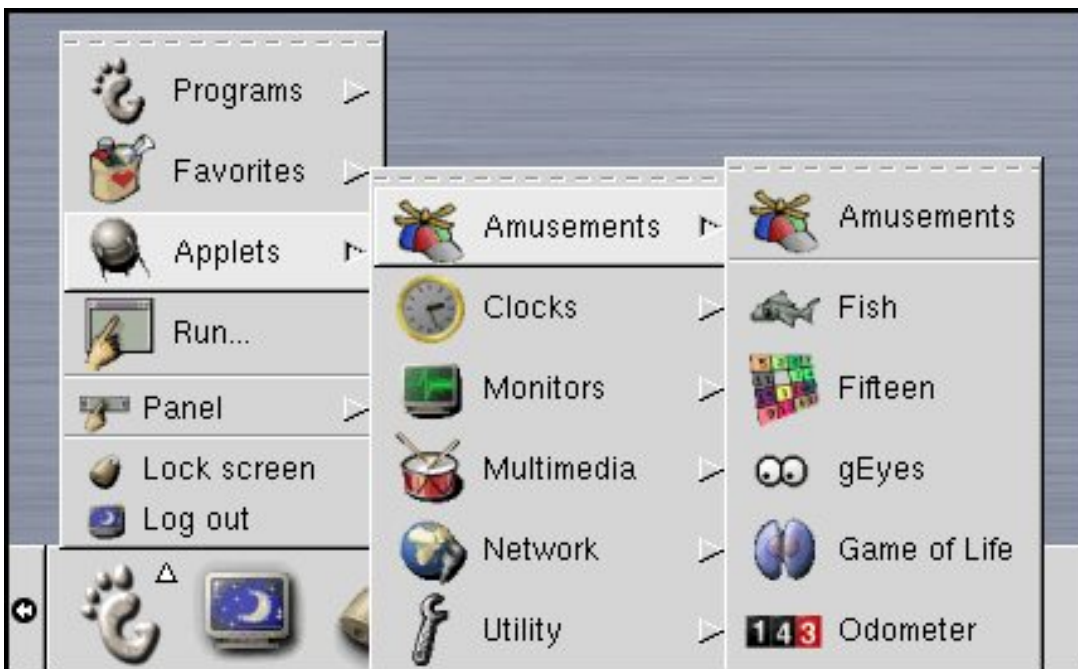 Programs
Favorites
Applets
Run...
Panel
Lock screen
Log out
Amusements
Clocks
Monitors
Multimedia
Network
Utility
Amusements
Fish
Fifteen
gEyes
Game of Life
143 Odometer